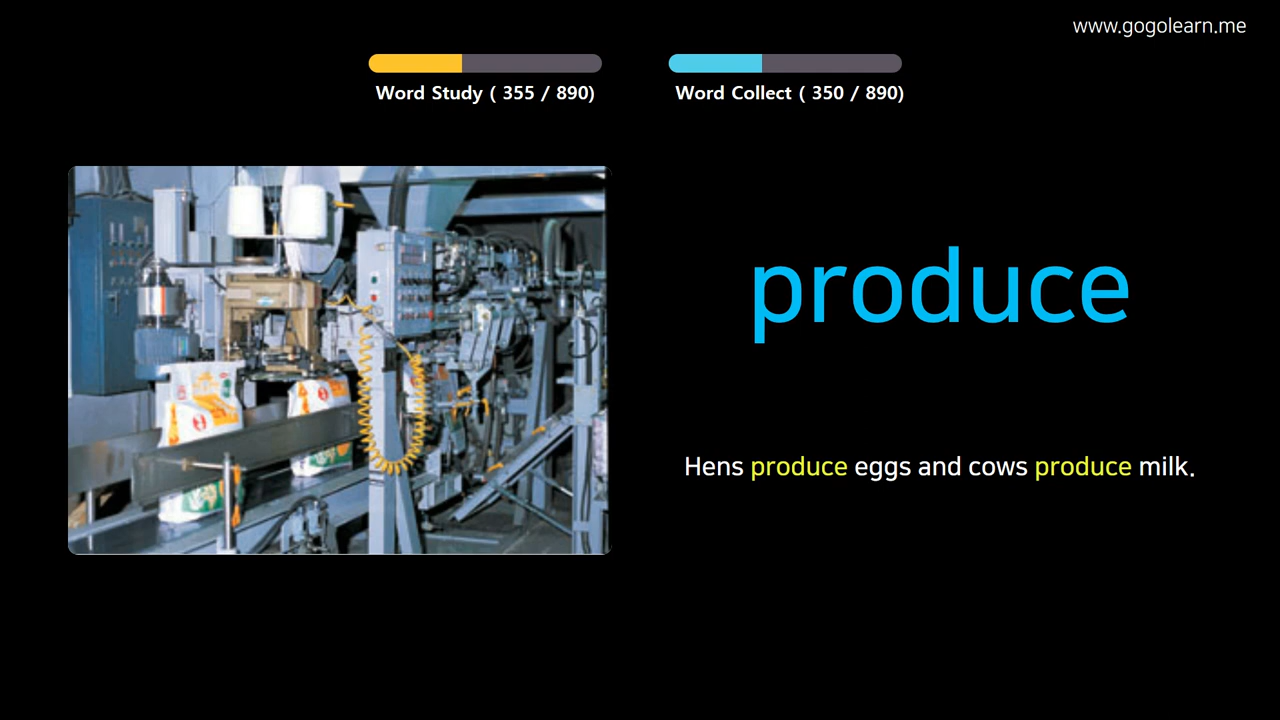 www.gogolearn.me
Word Study ( 355 / 890)
Word Collect ( 350 / 890)
produce
Hens produce eggs and cows produce milk.